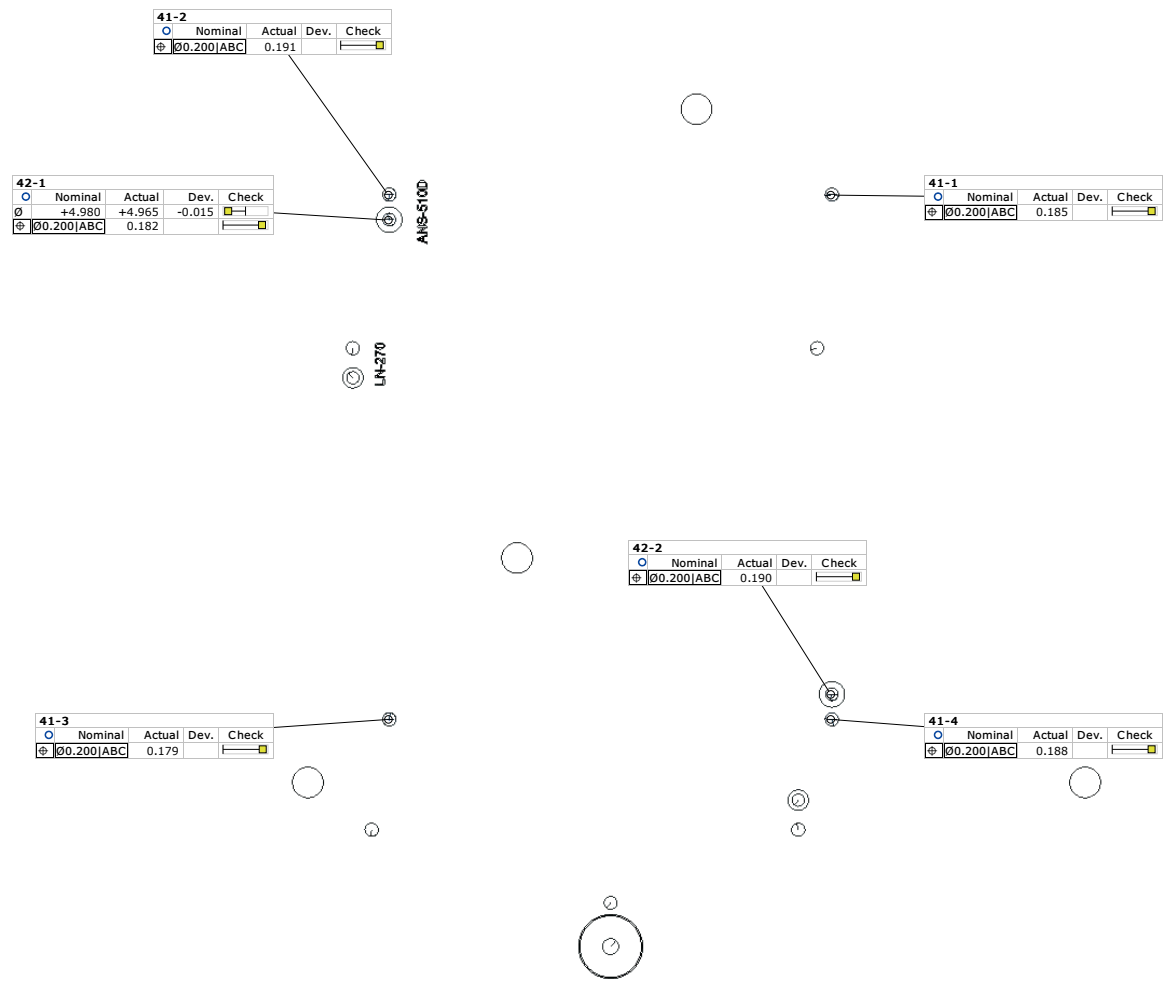 41-2
Nominal Actual Dev. Check
Ø0.200|ABC 0.191
42-1
Nominal Actual Dev. Check
Ø +4.980 +4.965 -0.015
Ø0.200|ABC 0.182
ANS-510D
41-1
Nominal Actual Dev. Check
Ø0.200|ABC 0.185
LN-270
42-2
Nominal Actual Dev. Check
Ø0.200|ABC 0.190
41-3
Nominal Actual Dev. Check
Ø0.200|ABC 0.179
41-4
Nominal Actual Dev. Check
Ø0.200|ABC 0.188